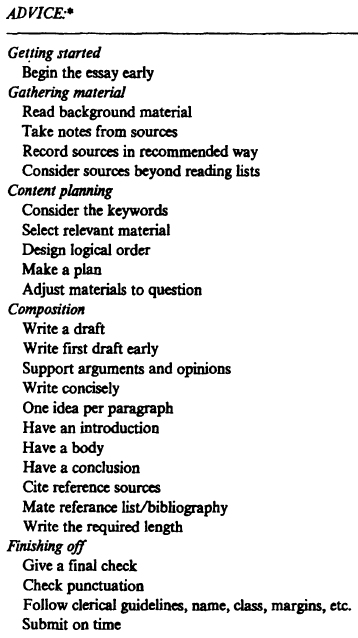 ADVICE:*
Getting started
Begin the essay early
Gathering material
Read background material
Take notes from sources
Record sources in recommended way
Consider sources beyond reading lists
Content planning
Consider the keywords
Select relevant material
Design logical order
Make a plan
Adjust materials to question
Composition
Write a draft
Write first draft early
Support arguments and opinions
Write concisely
One idea per paragraph
Have an introduction
Have a body
Have a conclusion
Cite reference sources
Mate referance list/bibliography
Write the required length
Finishing off
Give a final check
Check punctuation
Follow clerical guidelines, name, class, margins, etc.
Submit on time